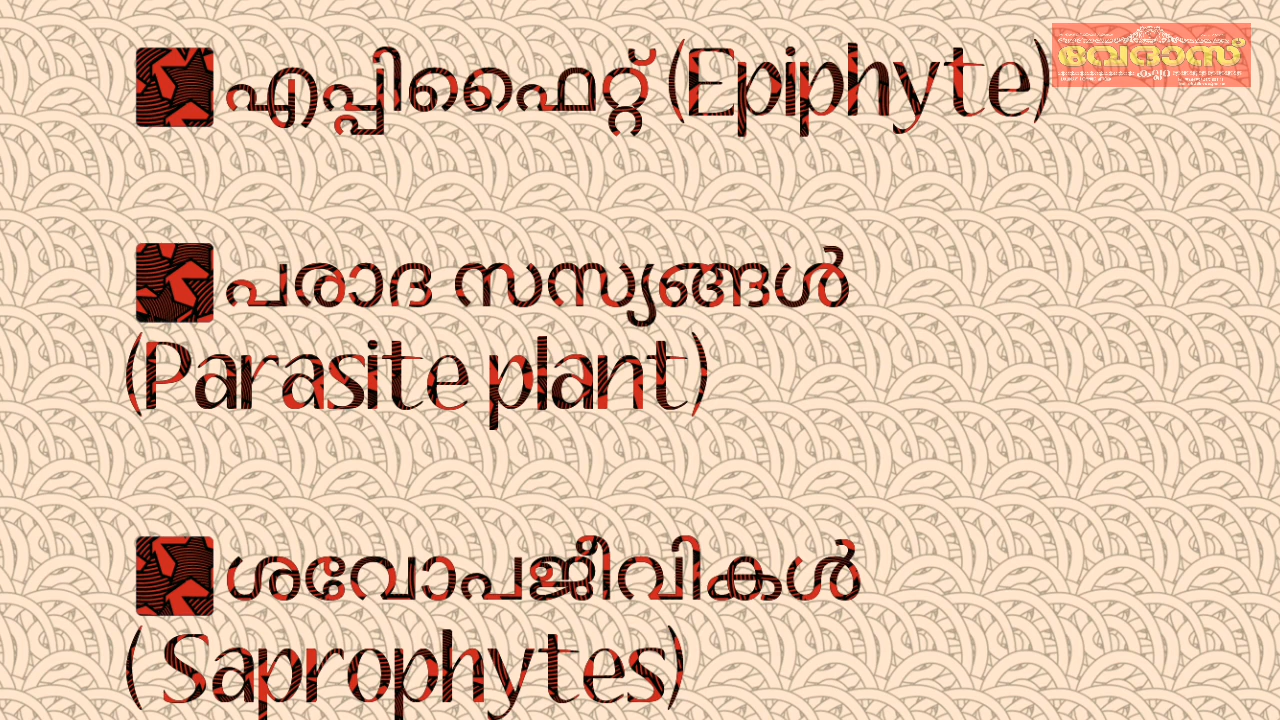 എപ്പിഫൈറ്റ് (Epiphyte)
പരാദ സസ്യങ്ങൾ
(Parasite plant)
ശവോപജീവികൾ
( Saprophytes)